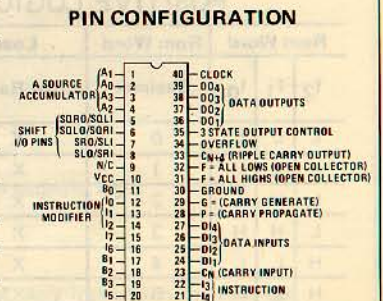 PIN CONFIGURATION
A SOURCE
ACCUMULATOR
A1 1 40 CLOCK
A0 2 39 DO4
A2 3 38 DO3
A3 4 37 DO2
DATA OUTPUTS
SHIFT
I/O PINS
SQRO/SQLI 5 36 DO1
SQLO/SQRI 6 35 3 STATE OUTPUT CONTROL
SRO/SLI 7 34 OVERFLOW
SLO/SRI 8 33 CN+4 (RIPPLE CARRY OUTPUT)
N/C 9 32 F = ALL LOWS (OPEN COLLECTOR)
VCC 10 31 F = ALL HIGHS (OPEN COLLECTOR)
B0 11 30 GROUND
INSTRUCTION
MODIFIER
I0 12 29 G = (CARRY GENERATE)
I1 13 28 P = (CARRY PROPAGATE)
I2 14 27 DI4
I7 15 26 DI3
I6 16 25 DI2
DATA INPUTS
B1 17 24 DI1
B2 18 23 CN (CARRY INPUT)
B3 19 22 I3
I5 20 21 I4
INSTRUCTION